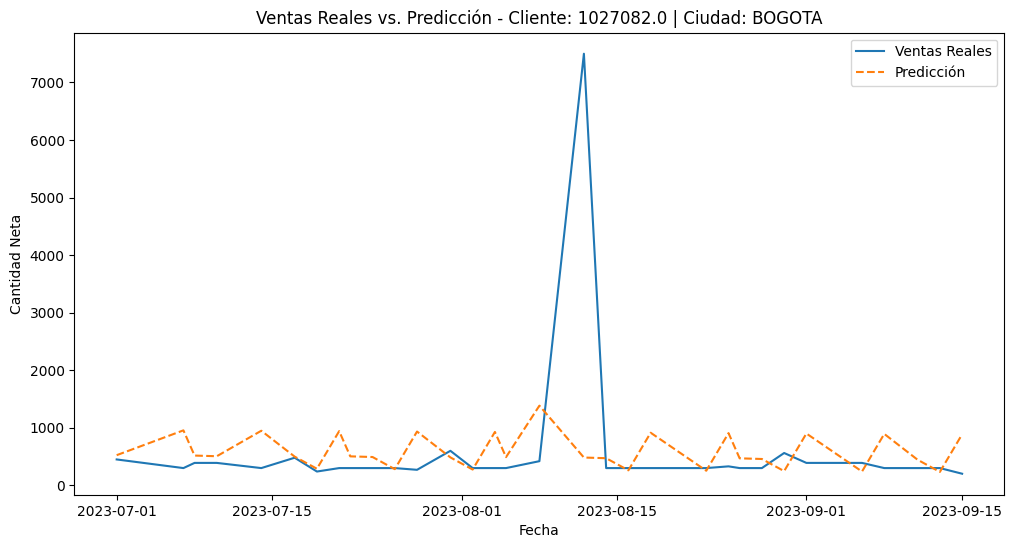 Ventas Reales vs. Predicción - Cliente: 1027082.0 | Ciudad: BOGOTA
Ventas Reales
Predicción
Cantidad Neta
7000
6000
5000
4000
3000
2000
1000
0
2023-07-01
2023-07-15
2023-08-01
2023-08-15
2023-09-01
2023-09-15
Fecha